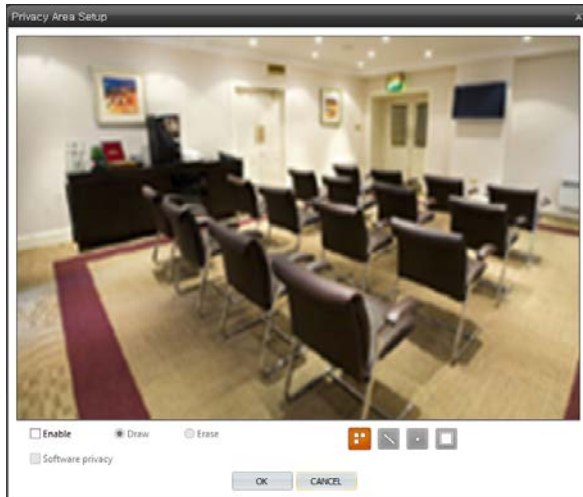 Privacy Area Setup X
Enable Draw Erase
Software privacy
OK CANCEL